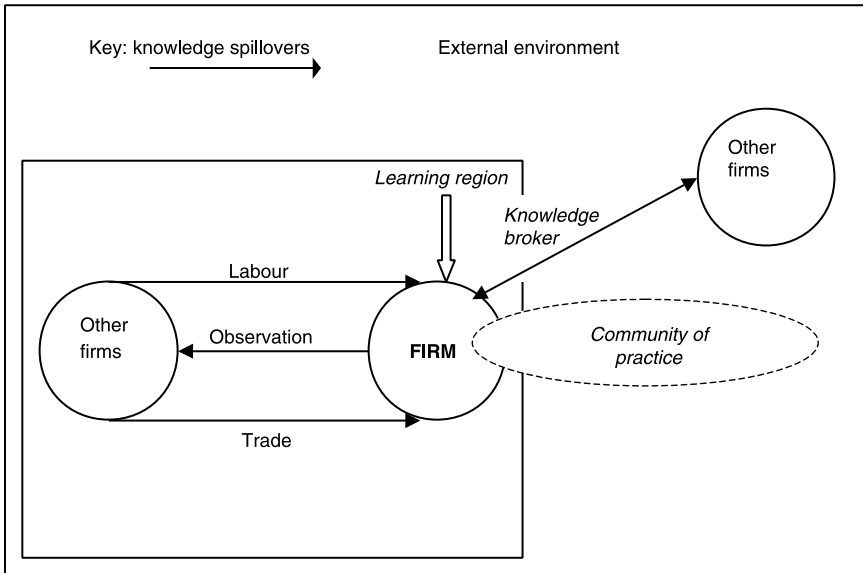 Key: knowledge spillovers
External environment
Other
firms
Learning region
Knowledge
broker
Labour
Other
firms
Observation
FIRM
Community of
practice
Trade